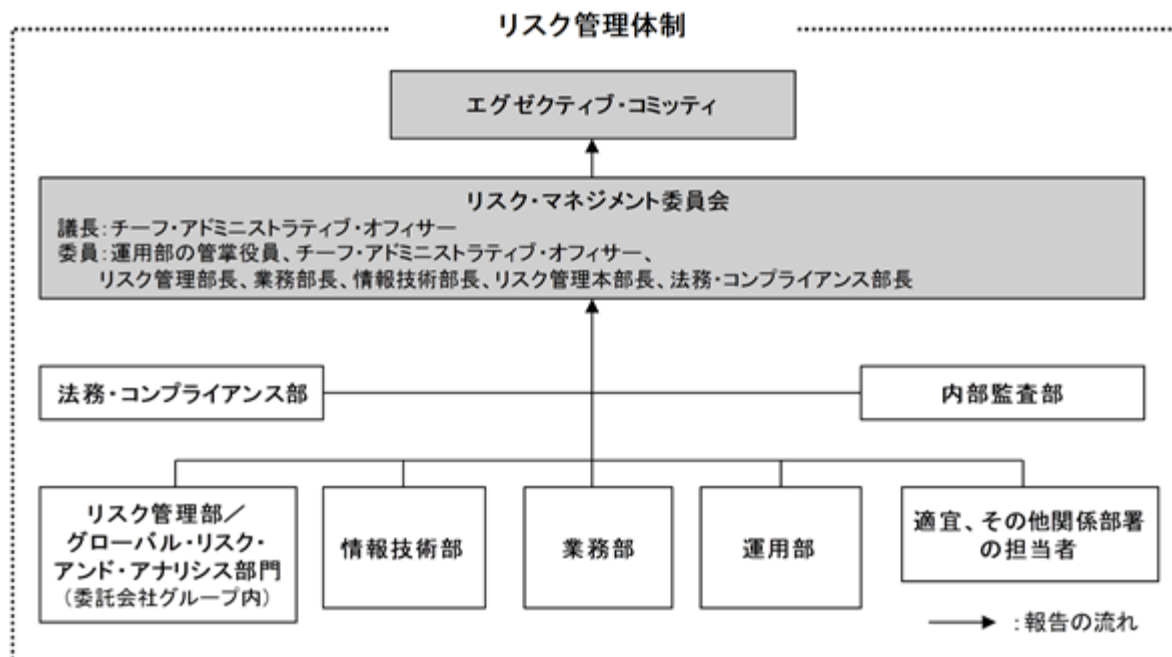 リスク管理体制
エグゼクティブ・コミッティ
リスク・マネジメント委員会
議長：チーフ・アドミニストラティブ・オフィサー
委員：運用部の管掌役員、チーフ・アドミニストラティブ・オフィサー、
リスク管理部長、業務部長、情報技術部長、リスク管理本部長、法務・コンプライアンス部長
法務・コンプライアンス部
内部監査部
リスク管理部／
グローバル・リスク・
アンド・アナリシス部門
（委託会社グループ内）
情報技術部
業務部
運用部
適宜、その他関係部署
の担当者
：報告の流れ